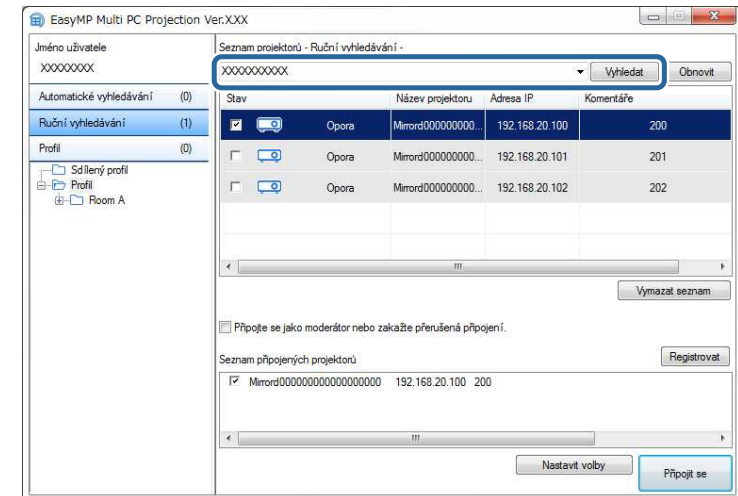 EasyMP Multi PC Projection Ver.XXX
Jméno uživatele
XXXXXXXX
Automatické vyhledávání (0)
Ruční vyhledávání (1)
Profil (0)
Sdílený profil
Profil
Room A
Seznam projektorů - Ruční vyhledávání -
XXXXXXXXXX Vyhledat Obnovit
Stav Název projektoru Adresa IP Komentáře
Opora Mirrord000000000... 192.168.20.100 200
Opora Mirrord000000000... 192.168.20.101 201
Opora Mirrord000000000... 192.168.20.102 202
Vymazat seznam
Připojte se jako moderátor nebo zakažte přerušená připojení.
Seznam připojených projektorů Registrovat
Mirrord000000000000000000 192.168.20.100 200
Nastavit volby Připojit se